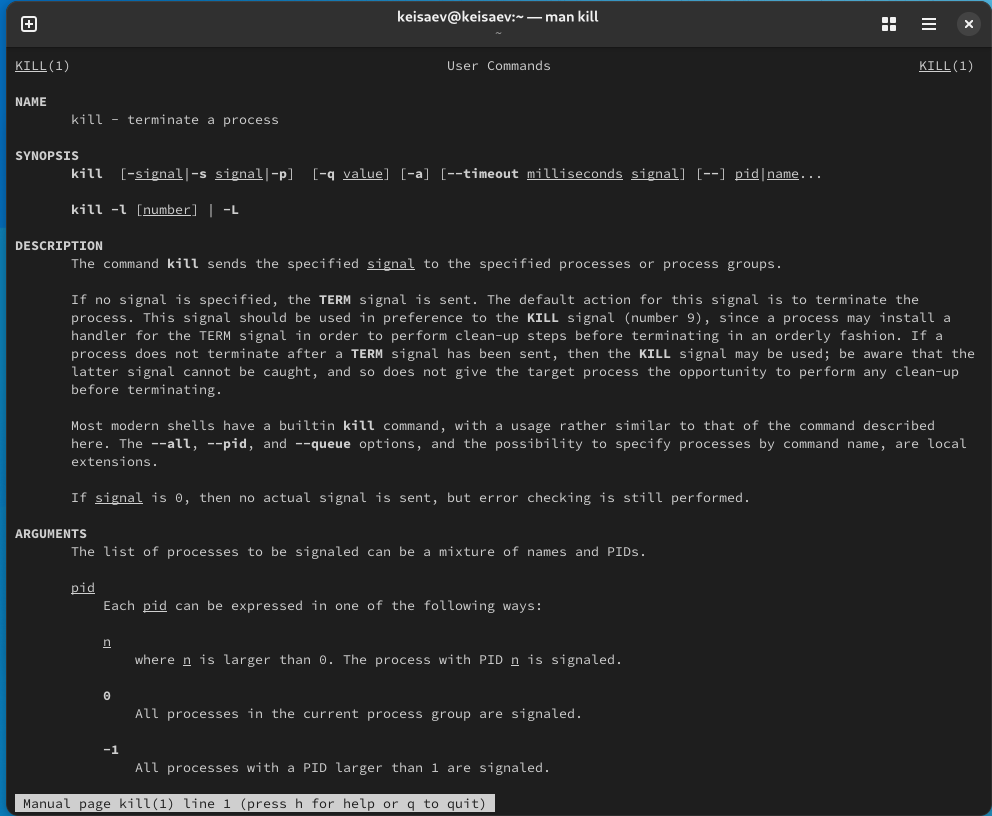 keisaev@keisaev:~ — man kill
~
KILL(1) User Commands KILL(1)
NAME
kill - terminate a process
SYNOPSIS
kill [-signal|-s signal|-p] [-q value] [-a] [--timeout milliseconds signal] [--] pid|name...
kill -l [number] | -L
DESCRIPTION
The command kill sends the specified signal to the specified processes or process groups.
If no signal is specified, the TERM signal is sent. The default action for this signal is to terminate the
process. This signal should be used in preference to the KILL signal (number 9), since a process may install a
handler for the TERM signal in order to perform clean-up steps before terminating in an orderly fashion. If a
process does not terminate after a TERM signal has been sent, then the KILL signal may be used; be aware that the
latter signal cannot be caught, and so does not give the target process the opportunity to perform any clean-up
before terminating.
Most modern shells have a builtin kill command, with a usage rather similar to that of the command described
here. The --all, --pid, and --queue options, and the possibility to specify processes by command name, are local
extensions.
If signal is 0, then no actual signal is sent, but error checking is still performed.
ARGUMENTS
The list of processes to be signaled can be a mixture of names and PIDs.
pid
Each pid can be expressed in one of the following ways:
n
where n is larger than 0. The process with PID n is signaled.
0
All processes in the current process group are signaled.
-1
All processes with a PID larger than 1 are signaled.
Manual page kill(1) line 1 (press h for help or q to quit)